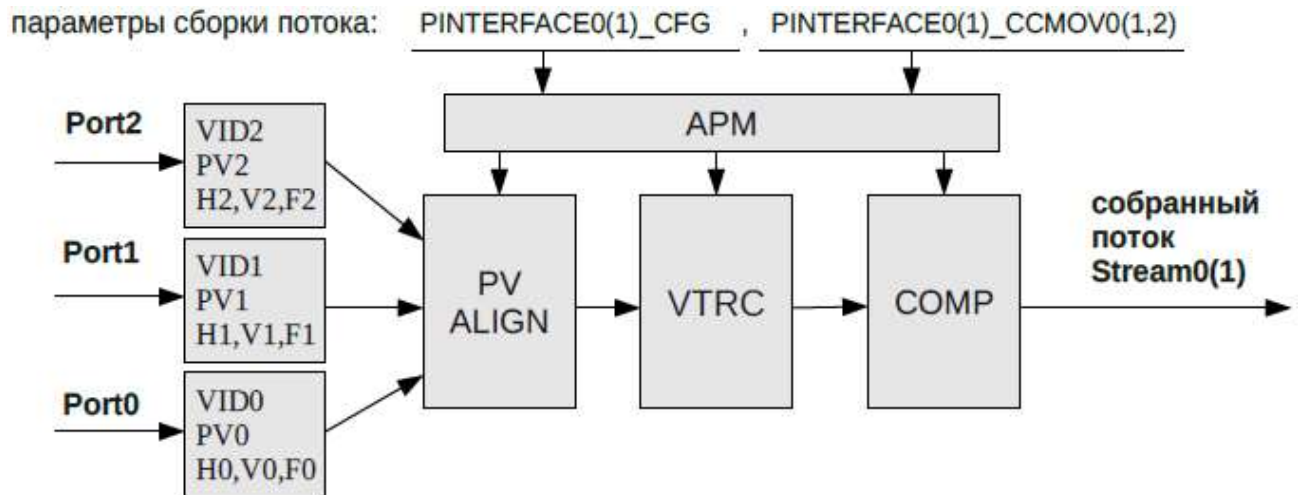 параметры сборки потока: PINTERFACE0(1)_CFG , PINTERFACE0(1)_CCMOV0(1,2)
APM
Port2
VID2
PV2
H2,V2,F2
Port1
VID1
PV1
H1,V1,F1
Port0
VID0
PV0
H0,V0,F0
PV
ALIGN
VTRC
COMP
собранный
поток
Stream0(1)